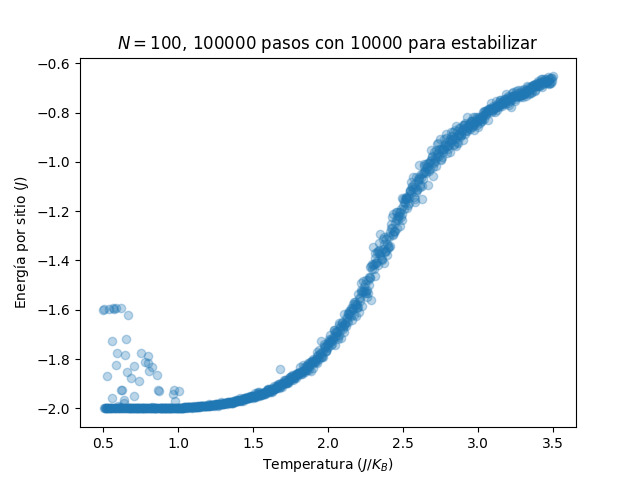 N = 100, 100000 pasos con 10000 para estabilizar
Energía por sitio (J)
−0.6
−0.8
−1.0
−1.2
−1.4
−1.6
−1.8
−2.0
0.5 1.0 1.5 2.0 2.5 3.0 3.5
Temperatura (J/K_B)